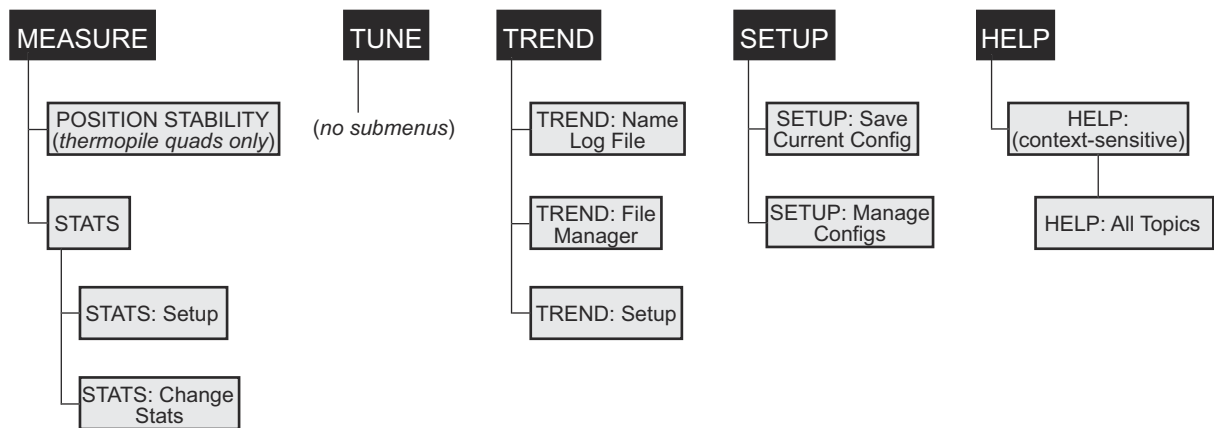 MEASURE
POSITION STABILITY
(thermopile quads only)
STATS
STATS: Setup
STATS: Change
Stats
TUNE
(no submenus)
TREND
TREND: Name
Log File
TREND: File
Manager
TREND: Setup
SETUP
SETUP: Save
Current Config
SETUP: Manage
Configs
HELP
HELP:
(context-sensitive)
HELP: All Topics